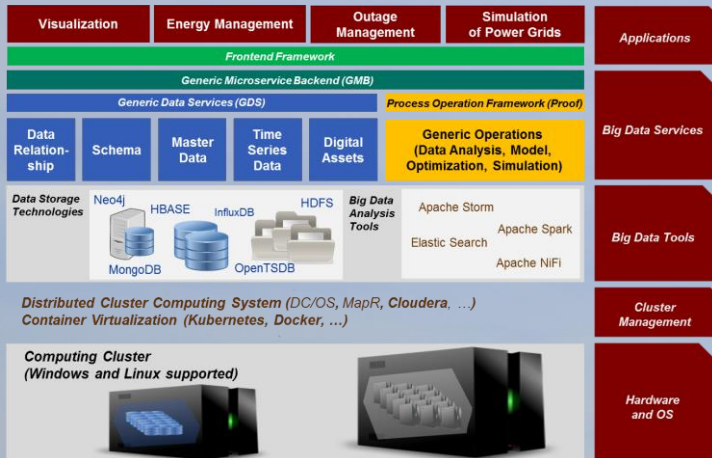 Visualization
Energy Management
Outage
Management
Simulation
of Power Grids
Applications
Frontend Framework
Generic Microservice Backend (GMB)
Generic Data Services (GDS)
Process Operation Framework (Proof)
Big Data Services
Data
Relation-
ship
Schema
Master
Data
Time
Series
Data
Digital
Assets
Generic Operations
(Data Analysis, Model,
Optimization, Simulation)
Data Storage
Technologies
Neo4j
HBASE
InfluxDB
HDFS
MongoDB
OpenTSDB
Big Data
Analysis
Tools
Apache Storm
Apache Spark
Elastic Search
Apache NiFi
Big Data Tools
Distributed Cluster Computing System (DC/OS, MapR, Cloudera, …)
Container Virtualization (Kubernetes, Docker, …)
Cluster
Management
Computing Cluster
(Windows and Linux supported)
Hardware
and OS